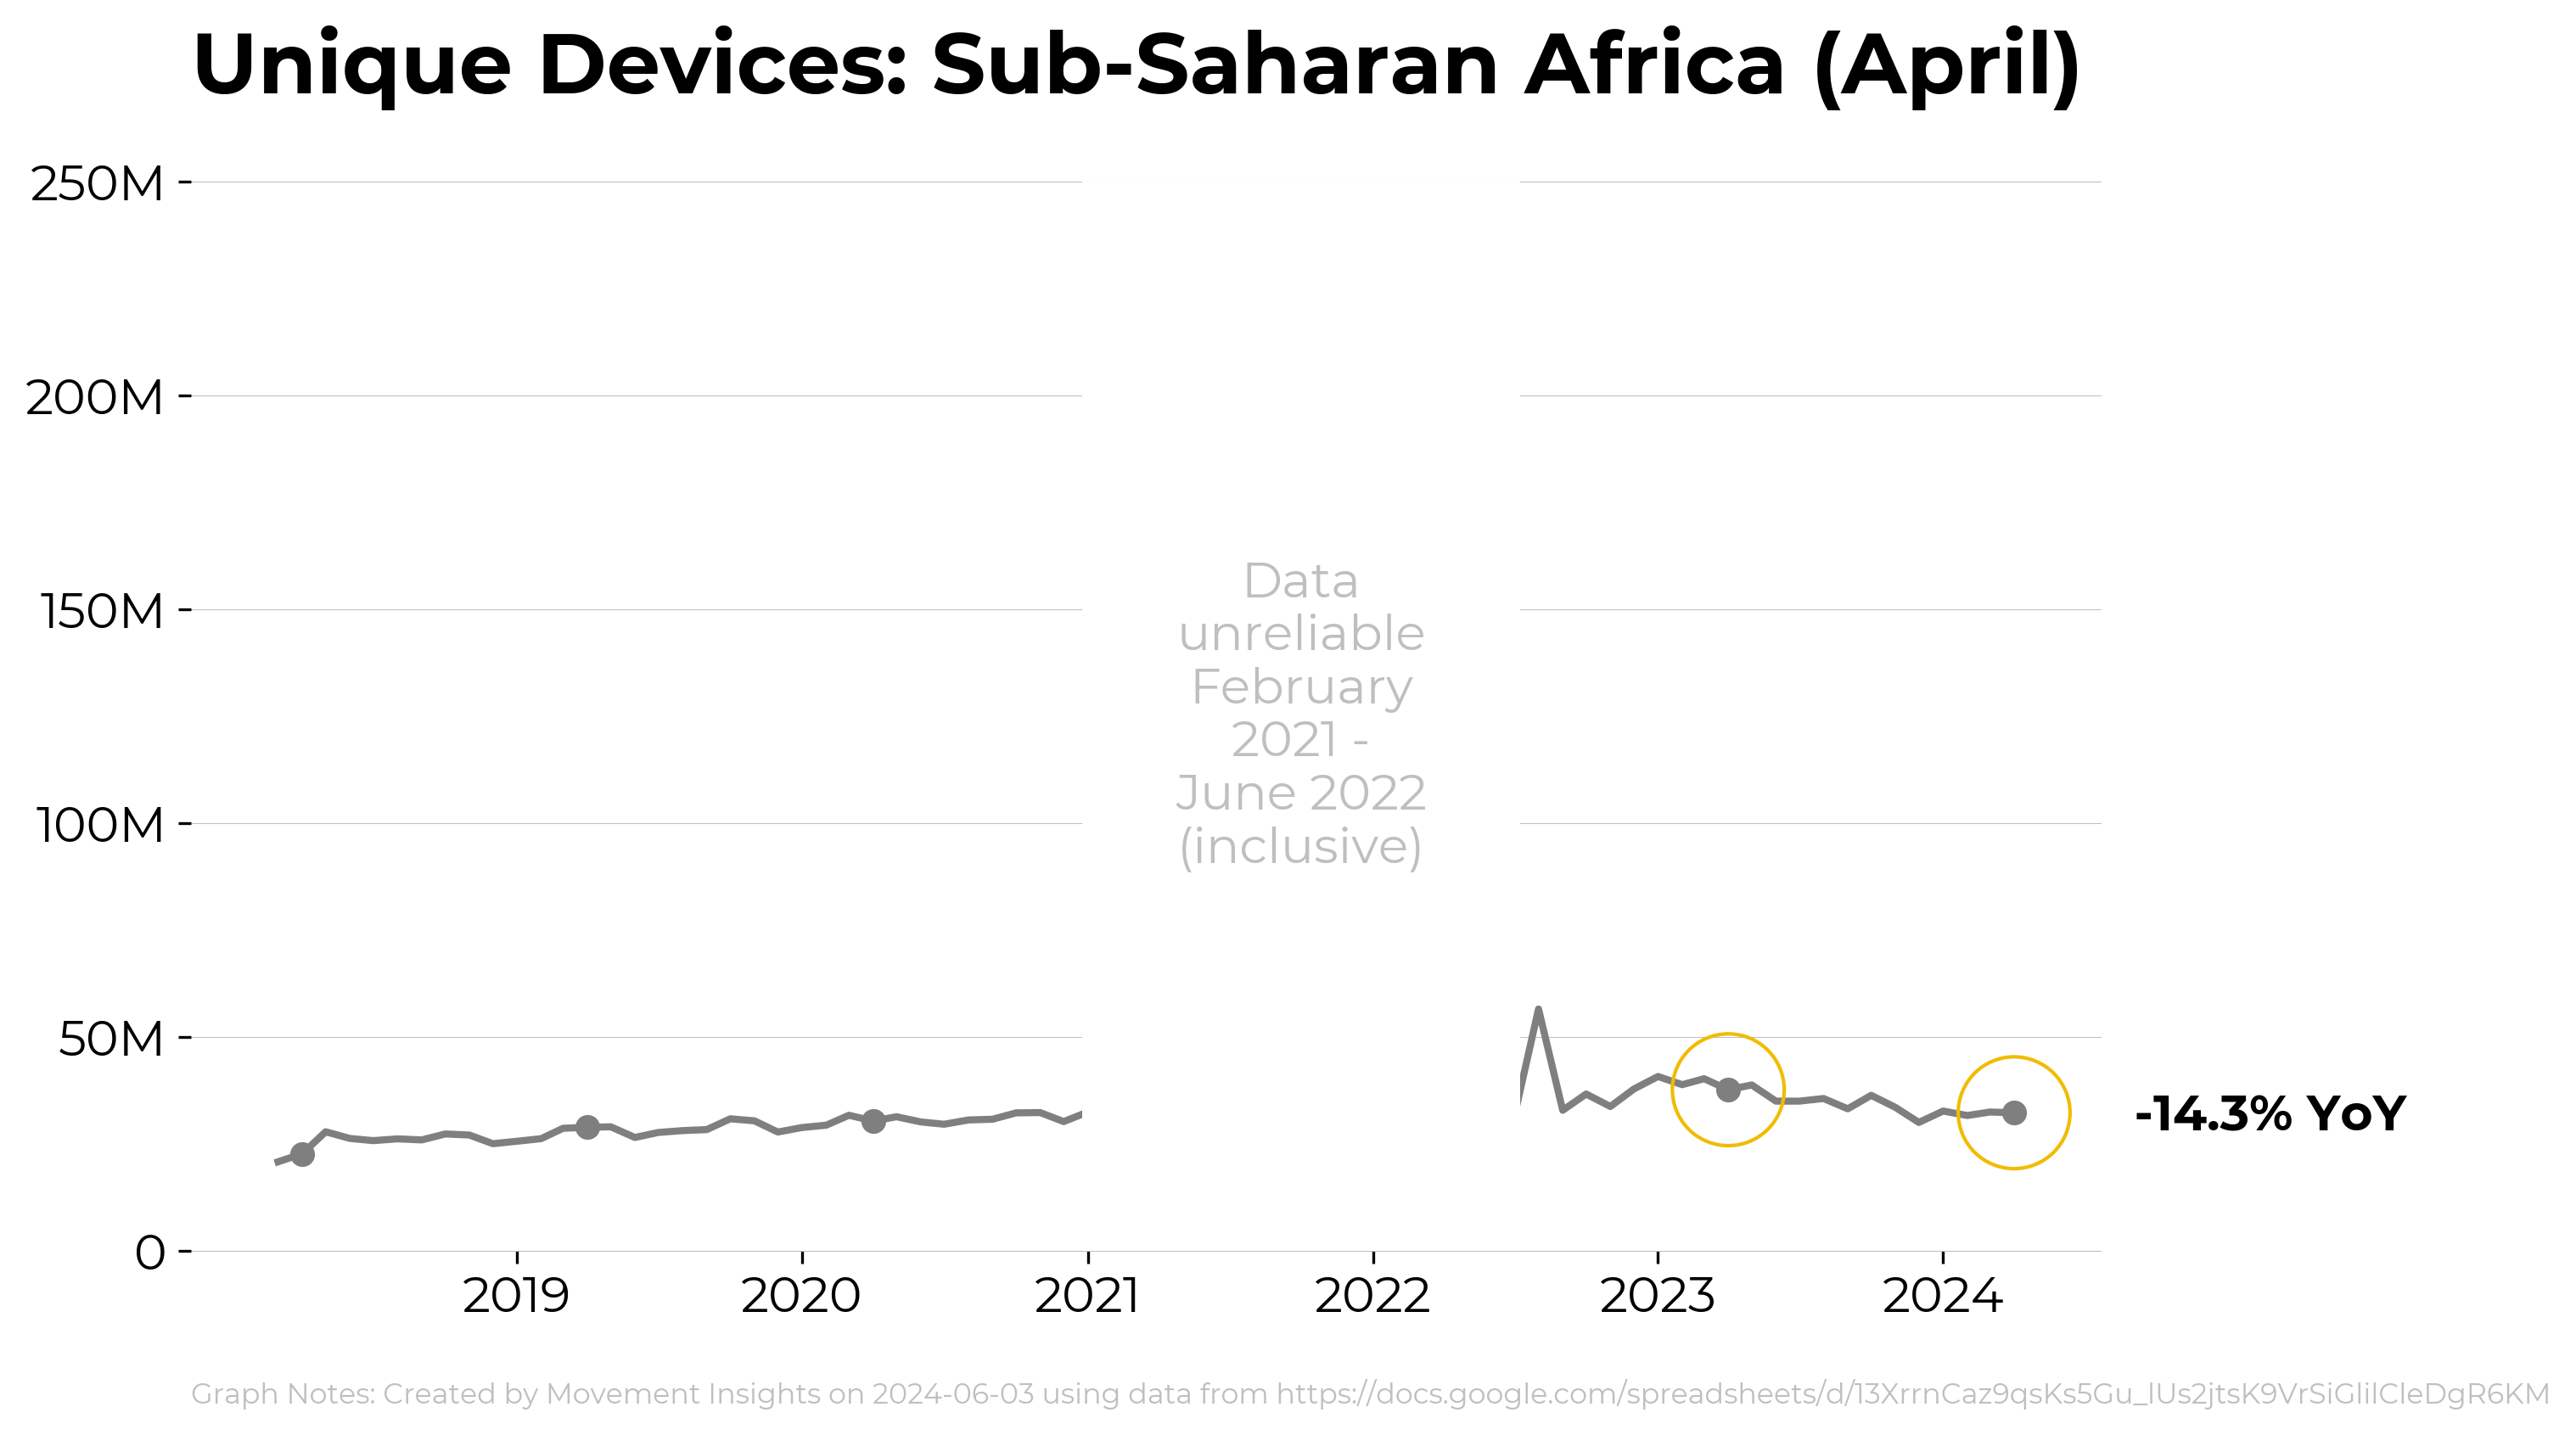 Unique Devices: Sub-Saharan Africa (April)
250M
200M
150M
100M
50M
0
Data
unreliable
February
2021 -
June 2022
(inclusive)
-14.3% YoY
2019
2020
2021
2022
2023
2024
Graph Notes: Created by Movement Insights on 2024-06-03 using data from https://docs.google.com/spreadsheets/d/13XrrnCaz9qsKs5Gu_lUs2jtsK9VrSiGlilCleDgR6KM